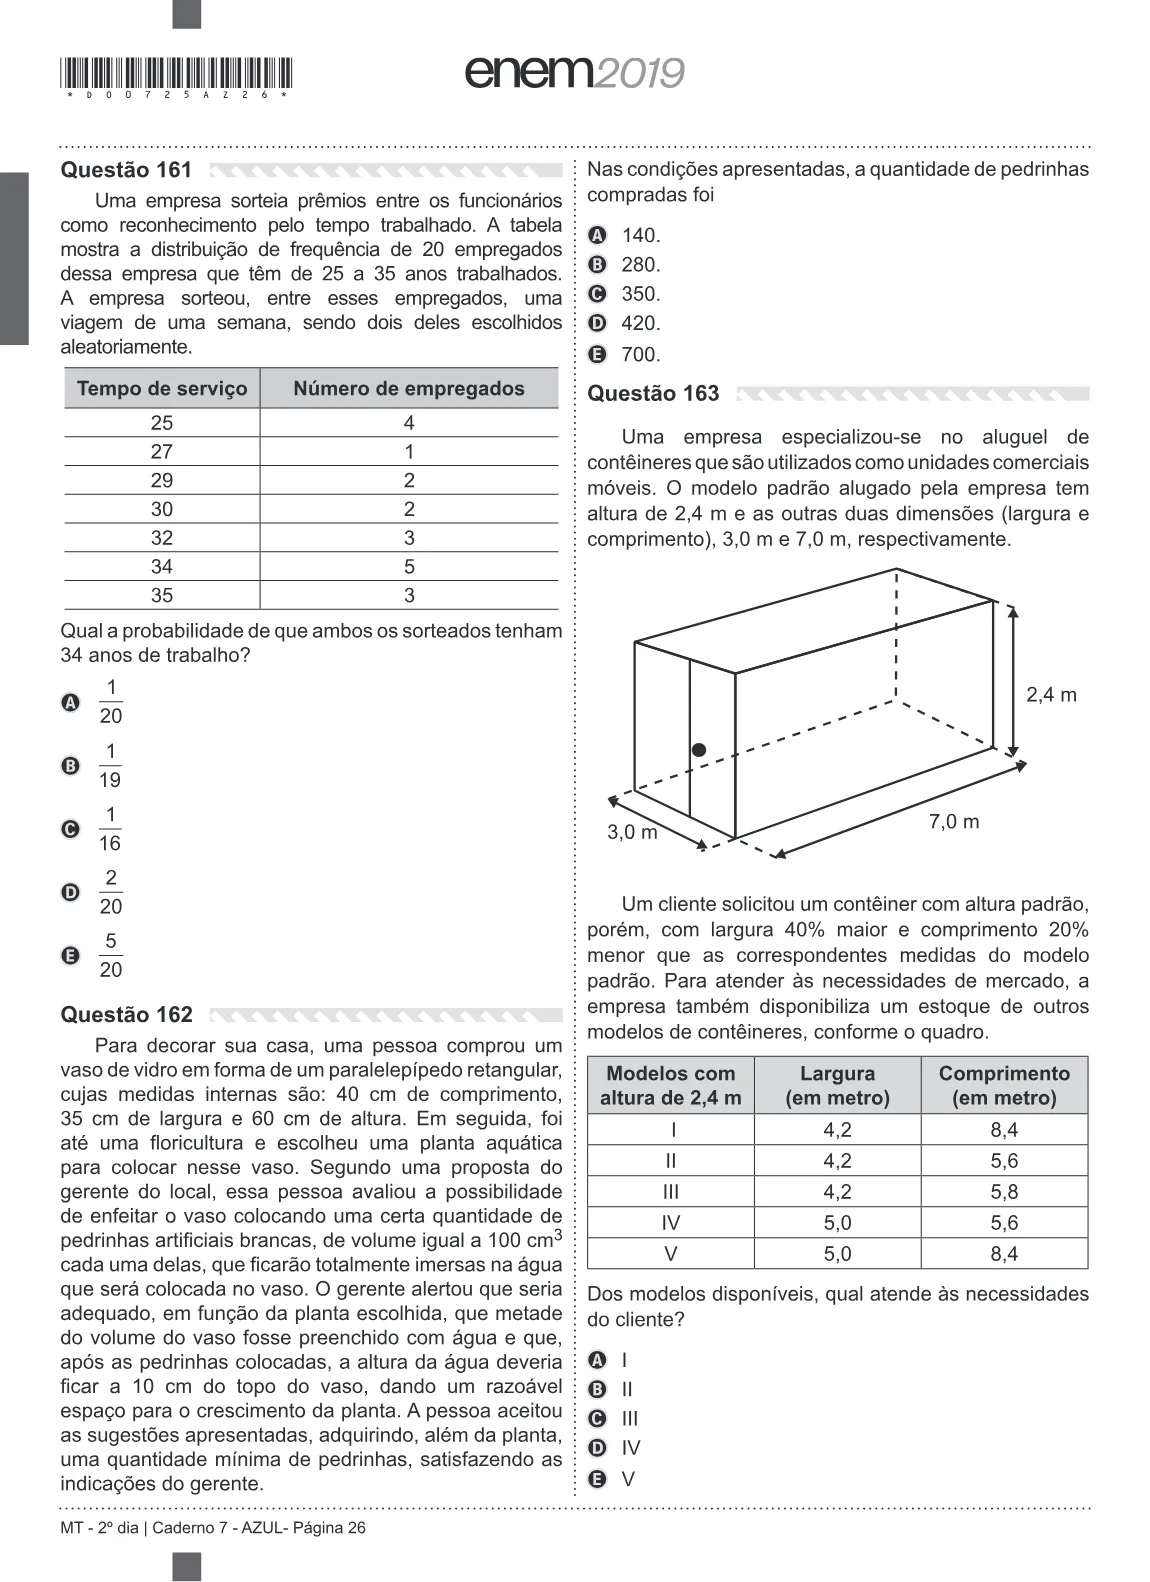 *D0072 5AZ26*
enem2019
Questão 161
Uma empresa sorteia prêmios entre os funcionários
como reconhecimento pelo tempo trabalhado. A tabela
mostra a distribuição de frequência de 20 empregados
dessa empresa que têm de 25 a 35 anos trabalhados.
A empresa sorteou, entre esses empregados, uma
viagem de uma semana, sendo dois deles escolhidos
aleatoriamente.
Tempo de serviço Número de empregados
25 4
27 1
29 2
30 2
32 3
34 5
35 3
Qual a probabilidade de que ambos os sorteados tenham
34 anos de trabalho?
A 1/20
B 1/19
C 1/16
D 2/20
E 5/20
Questão 162
Para decorar sua casa, uma pessoa comprou um
vaso de vidro em forma de um paralelepípedo retangular,
cujas medidas internas são: 40 cm de comprimento,
35 cm de largura e 60 cm de altura. Em seguida, foi
até uma floricultura e escolheu uma planta aquática
para colocar nesse vaso. Segundo uma proposta do
gerente do local, essa pessoa avaliou a possibilidade
de enfeitar o vaso colocando uma certa quantidade de
pedrinhas artificiais brancas, de volume igual a 100 cm³
cada uma delas, que ficarão totalmente imersas na água
que será colocada no vaso. O gerente alertou que seria
adequado, em função da planta escolhida, que metade
do volume do vaso fosse preenchido com água e que,
após as pedrinhas colocadas, a altura da água deveria
ficar a 10 cm do topo do vaso, dando um razoável
espaço para o crescimento da planta. A pessoa aceitou
as sugestões apresentadas, adquirindo, além da planta,
uma quantidade mínima de pedrinhas, satisfazendo as
indicações do gerente.
Nas condições apresentadas, a quantidade de pedrinhas
compradas foi
A 140.
B 280.
C 350.
D 420.
E 700.
Questão 163
Uma empresa especializou-se no aluguel de
contêineres que são utilizados como unidades comerciais
móveis. O modelo padrão alugado pela empresa tem
altura de 2,4 m e as outras duas dimensões (largura e
comprimento), 3,0 m e 7,0 m, respectivamente.
2,4 m
7,0 m
3,0 m
Um cliente solicitou um contêiner com altura padrão,
porém, com largura 40% maior e comprimento 20%
menor que as correspondentes medidas do modelo
padrão. Para atender às necessidades de mercado, a
empresa também disponibiliza um estoque de outros
modelos de contêineres, conforme o quadro.
Modelos com altura de 2,4 m Largura (em metro) Comprimento (em metro)
I 4,2 8,4
II 4,2 5,6
III 4,2 5,8
IV 5,0 5,6
V 5,0 8,4
Dos modelos disponíveis, qual atende às necessidades
do cliente?
A I
B II
C III
D IV
E V
MT - 2º dia | Caderno 7 - AZUL- Página 26